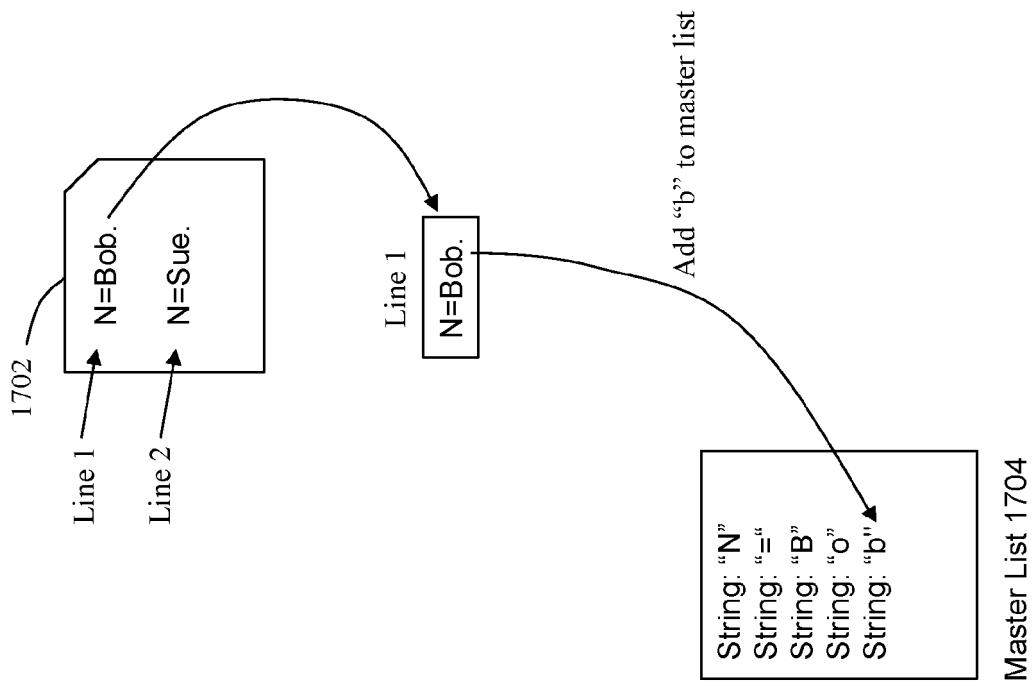 1702
Line 1
N=Bob.
Line 2
N=Sue.
Line 1
N=Bob.
Add “b” to master list
String: “N”
String: “=“
String: “B”
String: “o”
String: “b"
Master List 1704